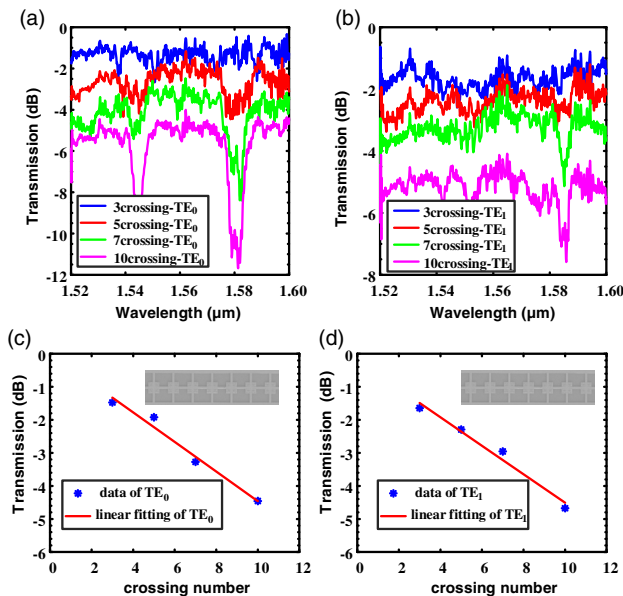 (a)
0
-2
-4
-6
-8
-10
-12
Transmission (dB)
3crossing-TE0
5crossing-TE0
7crossing-TE0
10crossing-TE0
1.52 1.54 1.56 1.58 1.60
Wavelength (μm)
(b)
0
-2
-4
-6
-8
Transmission (dB)
3crossing-TE1
5crossing-TE1
7crossing-TE1
10crossing-TE1
1.52 1.54 1.56 1.58 1.60
Wavelength (μm)
(c)
0
-1
-2
-3
-4
-5
-6
Transmission (dB)
data of TE0
linear fitting of TE0
0 2 4 6 8 10 12
crossing number
(d)
0
-1
-2
-3
-4
-5
-6
Transmission (dB)
data of TE1
linear fitting of TE1
0 2 4 6 8 10 12
crossing number